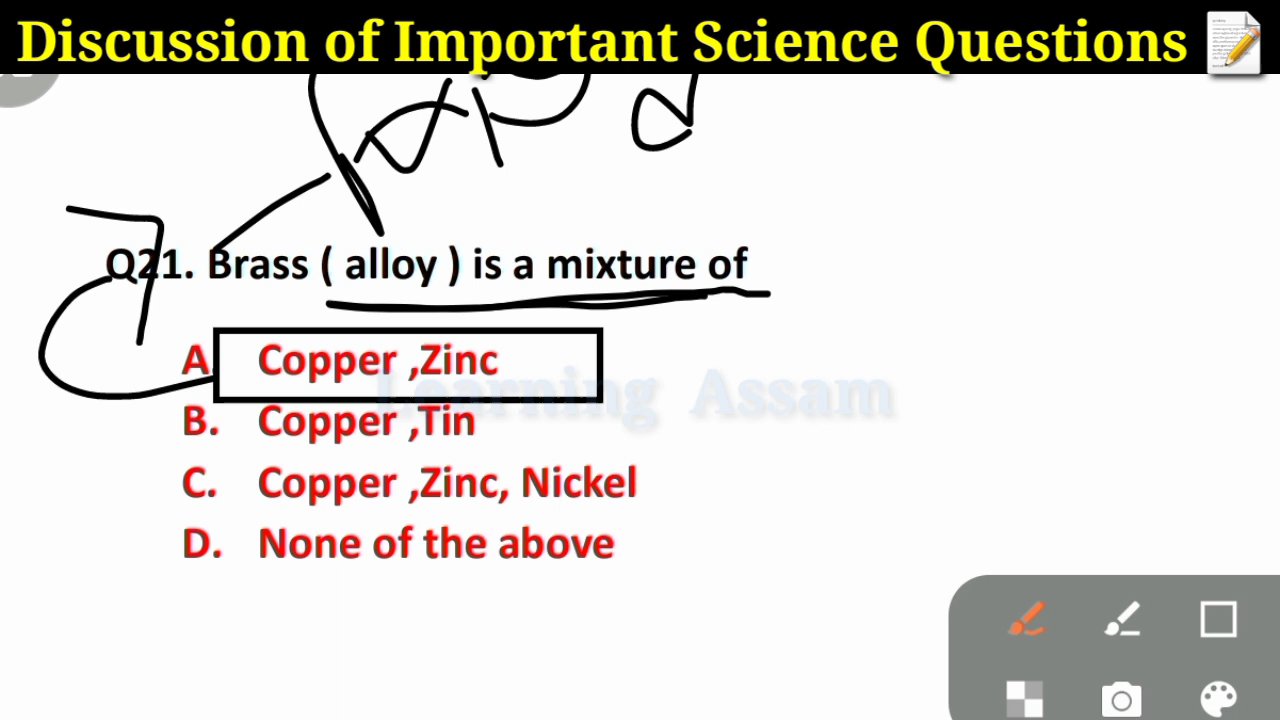 Discussion of Important Science Questions
Q21. Brass ( alloy ) is a mixture of
A. Copper ,Zinc
B. Copper ,Tin
C. Copper ,Zinc, Nickel
D. None of the above
Learning Assam